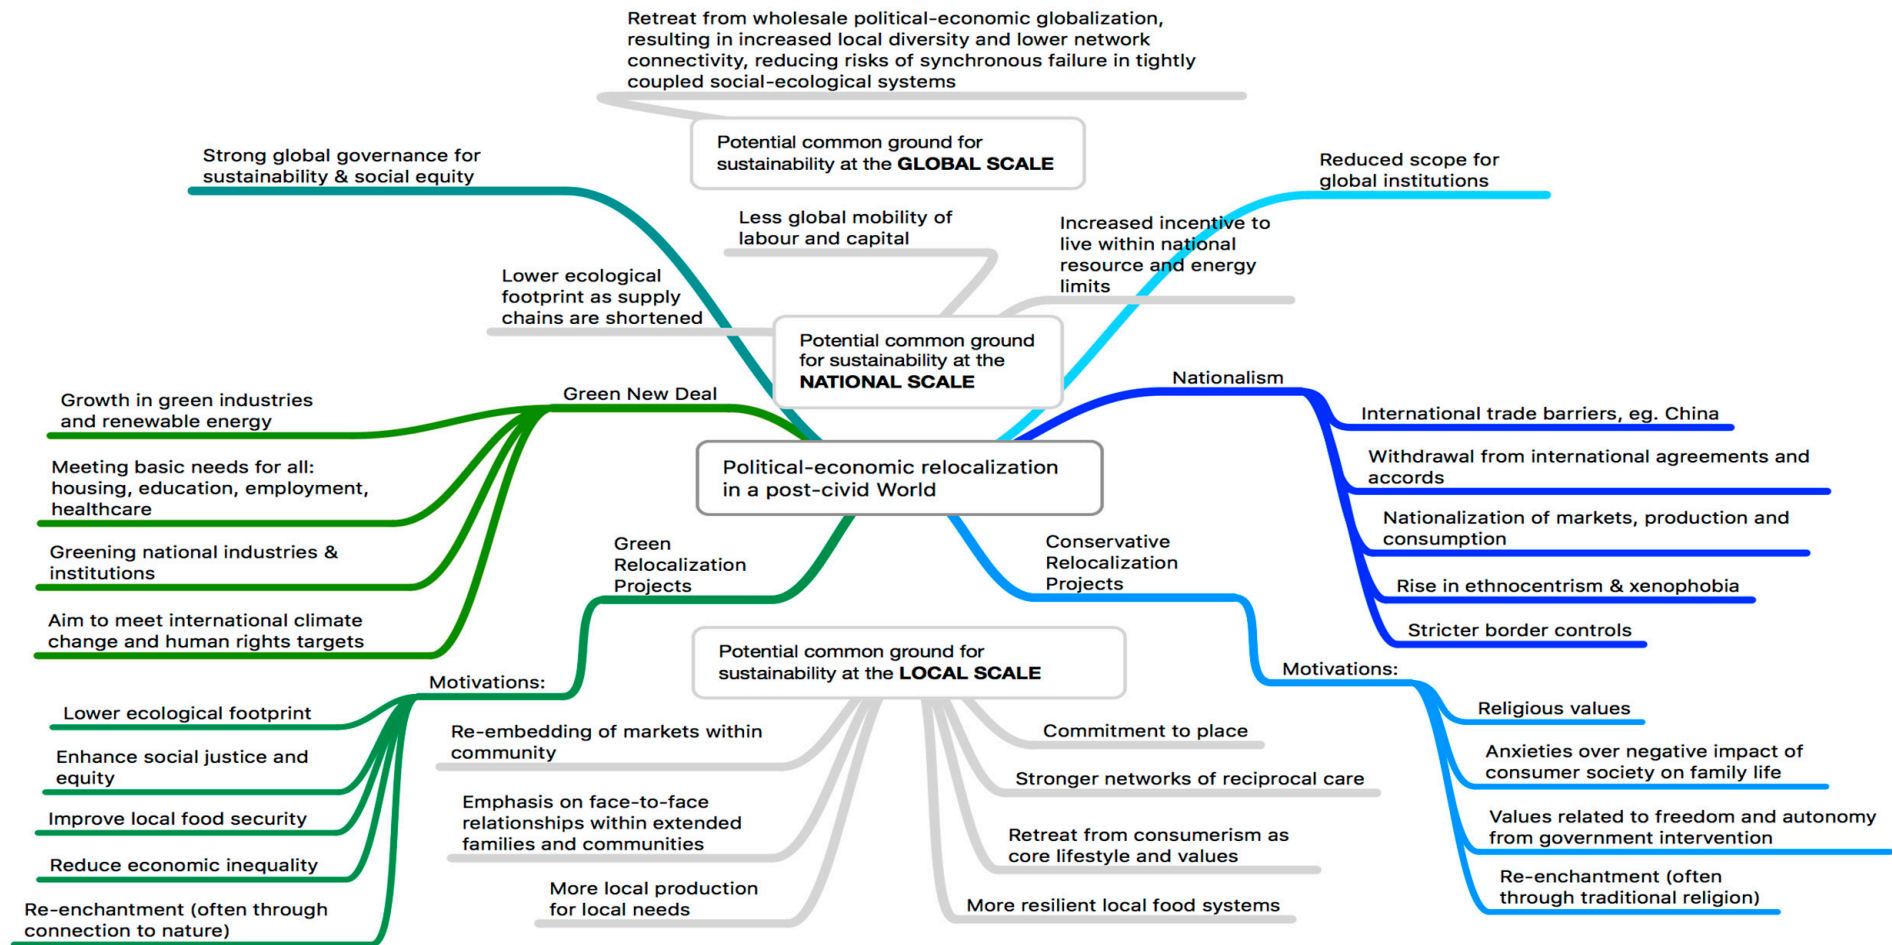 Retreat from wholesale political-economic globalization,
resulting in increased local diversity and lower network
connectivity, reducing risks of synchronous failure in tightly
coupled social-ecological systems
Potential common ground for
sustainability at the GLOBAL SCALE
Strong global governance for
sustainability & social equity
Reduced scope for
global institutions
Less global mobility of
labour and capital
Increased incentive to
live within national
resource and energy
limits
Lower ecological
footprint as supply
chains are shortened
Potential common ground
for sustainability at the
NATIONAL SCALE
Green New Deal
Growth in green industries
and renewable energy
Meeting basic needs for all:
housing, education, employment,
healthcare
Greening national industries &
institutions
Aim to meet international climate
change and human rights targets
Nationalism
International trade barriers, eg. China
Withdrawal from international agreements and
accords
Nationalization of markets, production and
consumption
Rise in ethnocentrism & xenophobia
Stricter border controls
Political-economic relocalization
in a post-civid World
Green
Relocalization
Projects
Motivations:
Lower ecological footprint
Enhance social justice and
equity
Improve local food security
Reduce economic inequality
Re-enchantment (often through
connection to nature)
Conservative
Relocalization
Projects
Motivations:
Religious values
Anxieties over negative impact of
consumer society on family life
Values related to freedom and autonomy
from government intervention
Re-enchantment (often
through traditional religion)
Potential common ground for
sustainability at the LOCAL SCALE
Re-embedding of markets within
community
Emphasis on face-to-face
relationships within extended
families and communities
More local production
for local needs
Commitment to place
Stronger networks of reciprocal care
Retreat from consumerism as
core lifestyle and values
More resilient local food systems